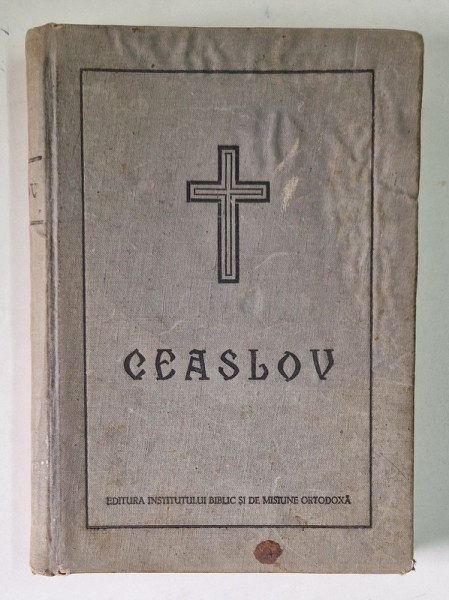 CEASLOV
EDITURA INSTITUTULUI BIBLIC ȘI DE MISIUNE ORTODOXĂ
V